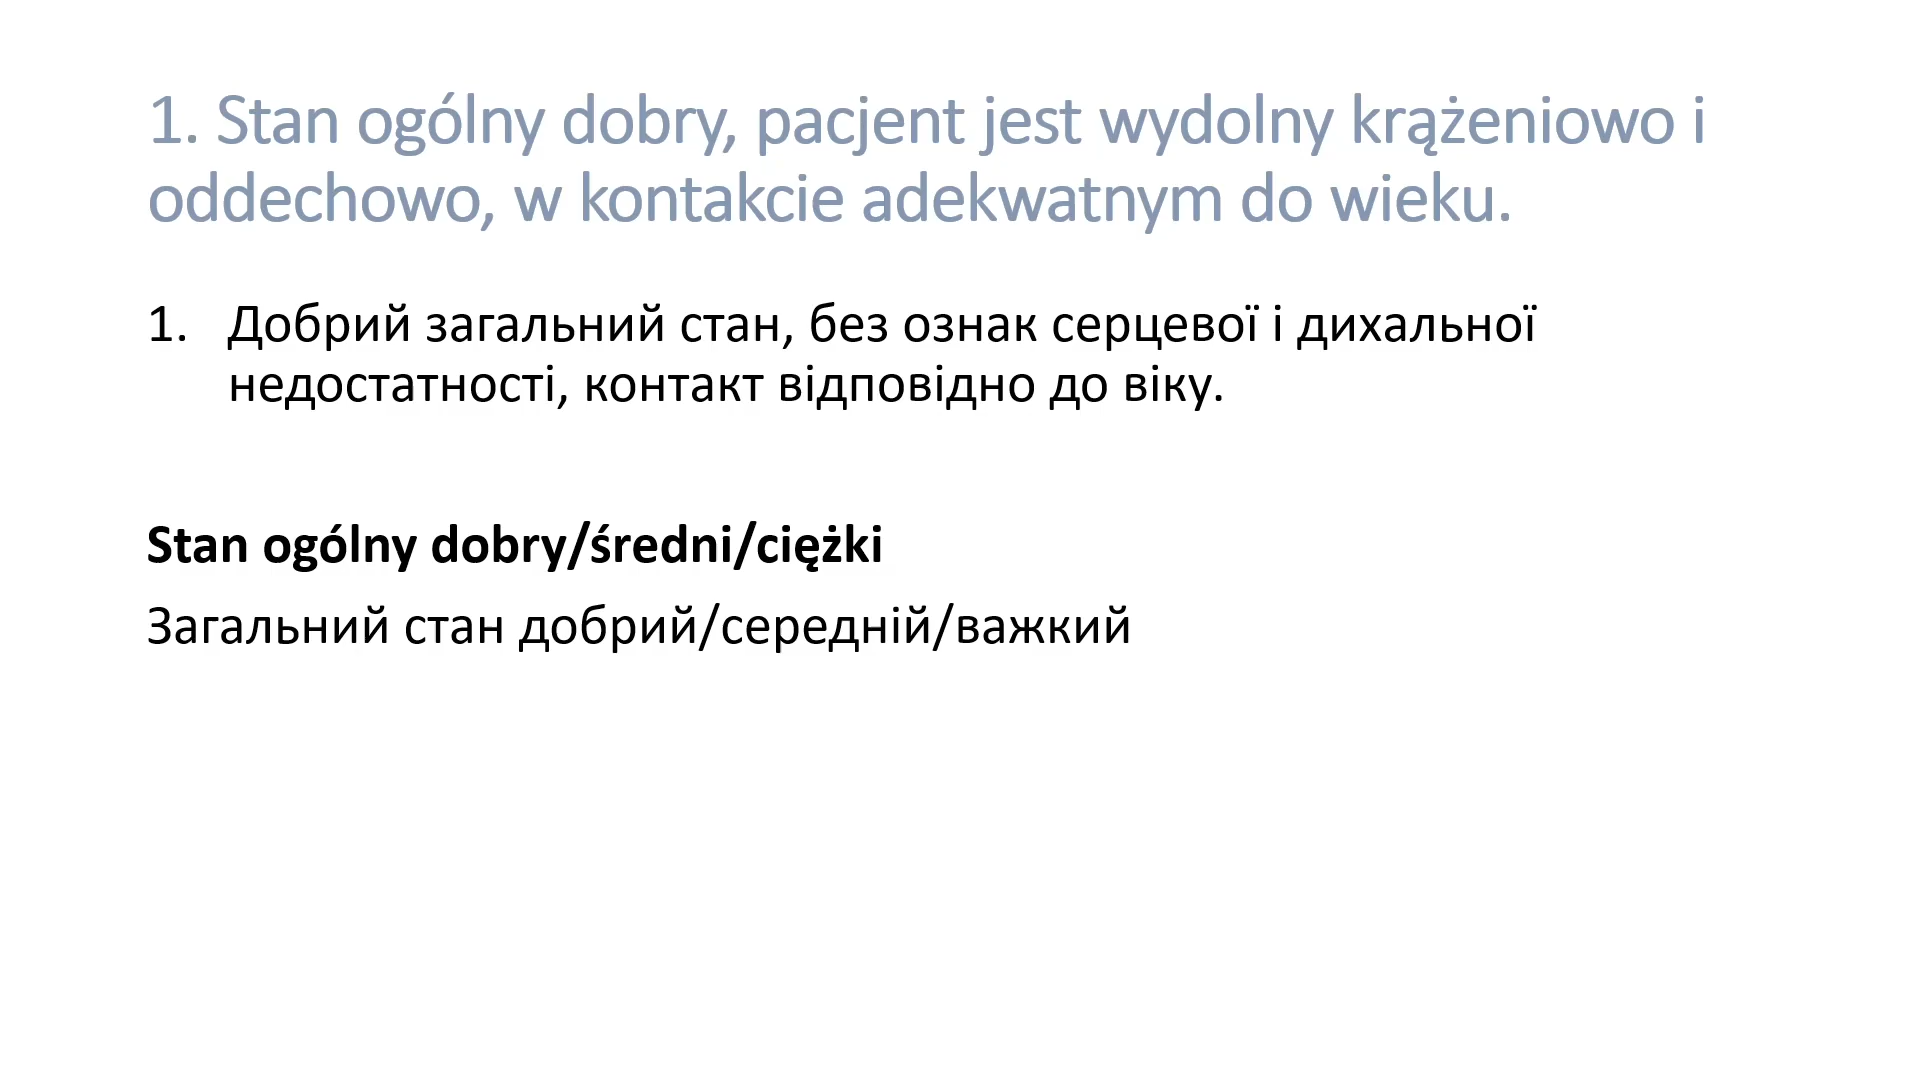 1. Stan ogólny dobry, pacjent jest wydolny krążeniowo i
oddechowo, w kontakcie adekwatnym do wieku.
1. Добрий загальний стан, без ознак серцевої і дихальної
недостатності, контакт відповідно до віку.
Stan ogólny dobry/średni/ciężki
Загальний стан добрий/середній/важкий